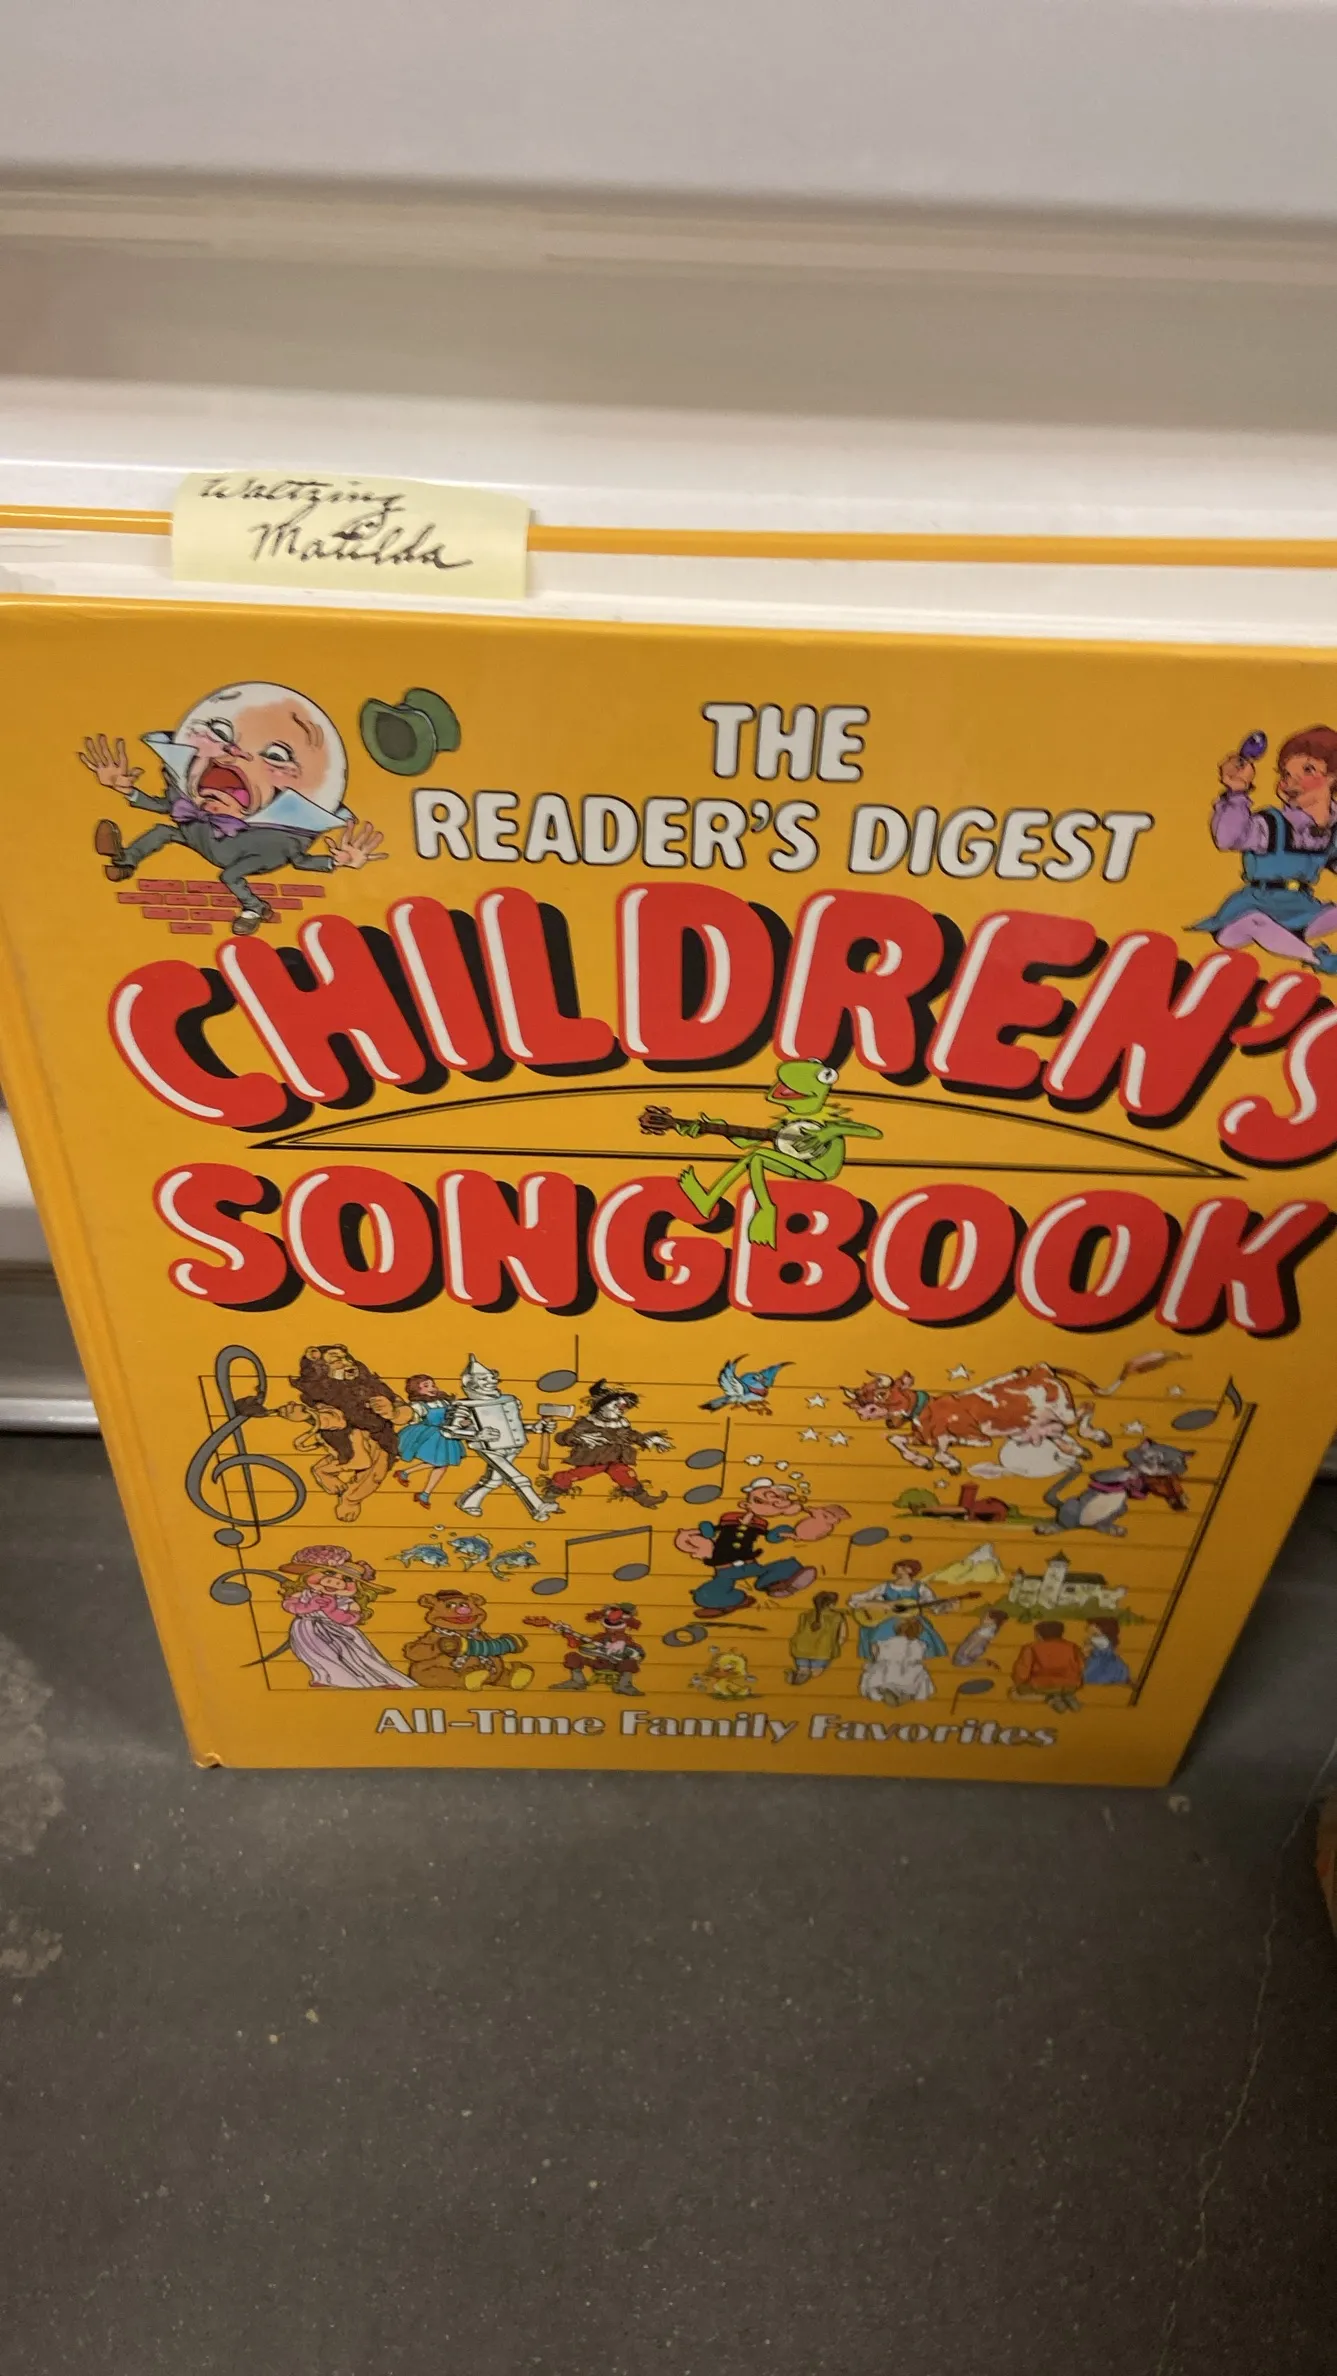 Waltzing
Matilda
THE
READER'S DIGEST
CHILDREN'S
SONGBOOK
All-Time Family Favorites